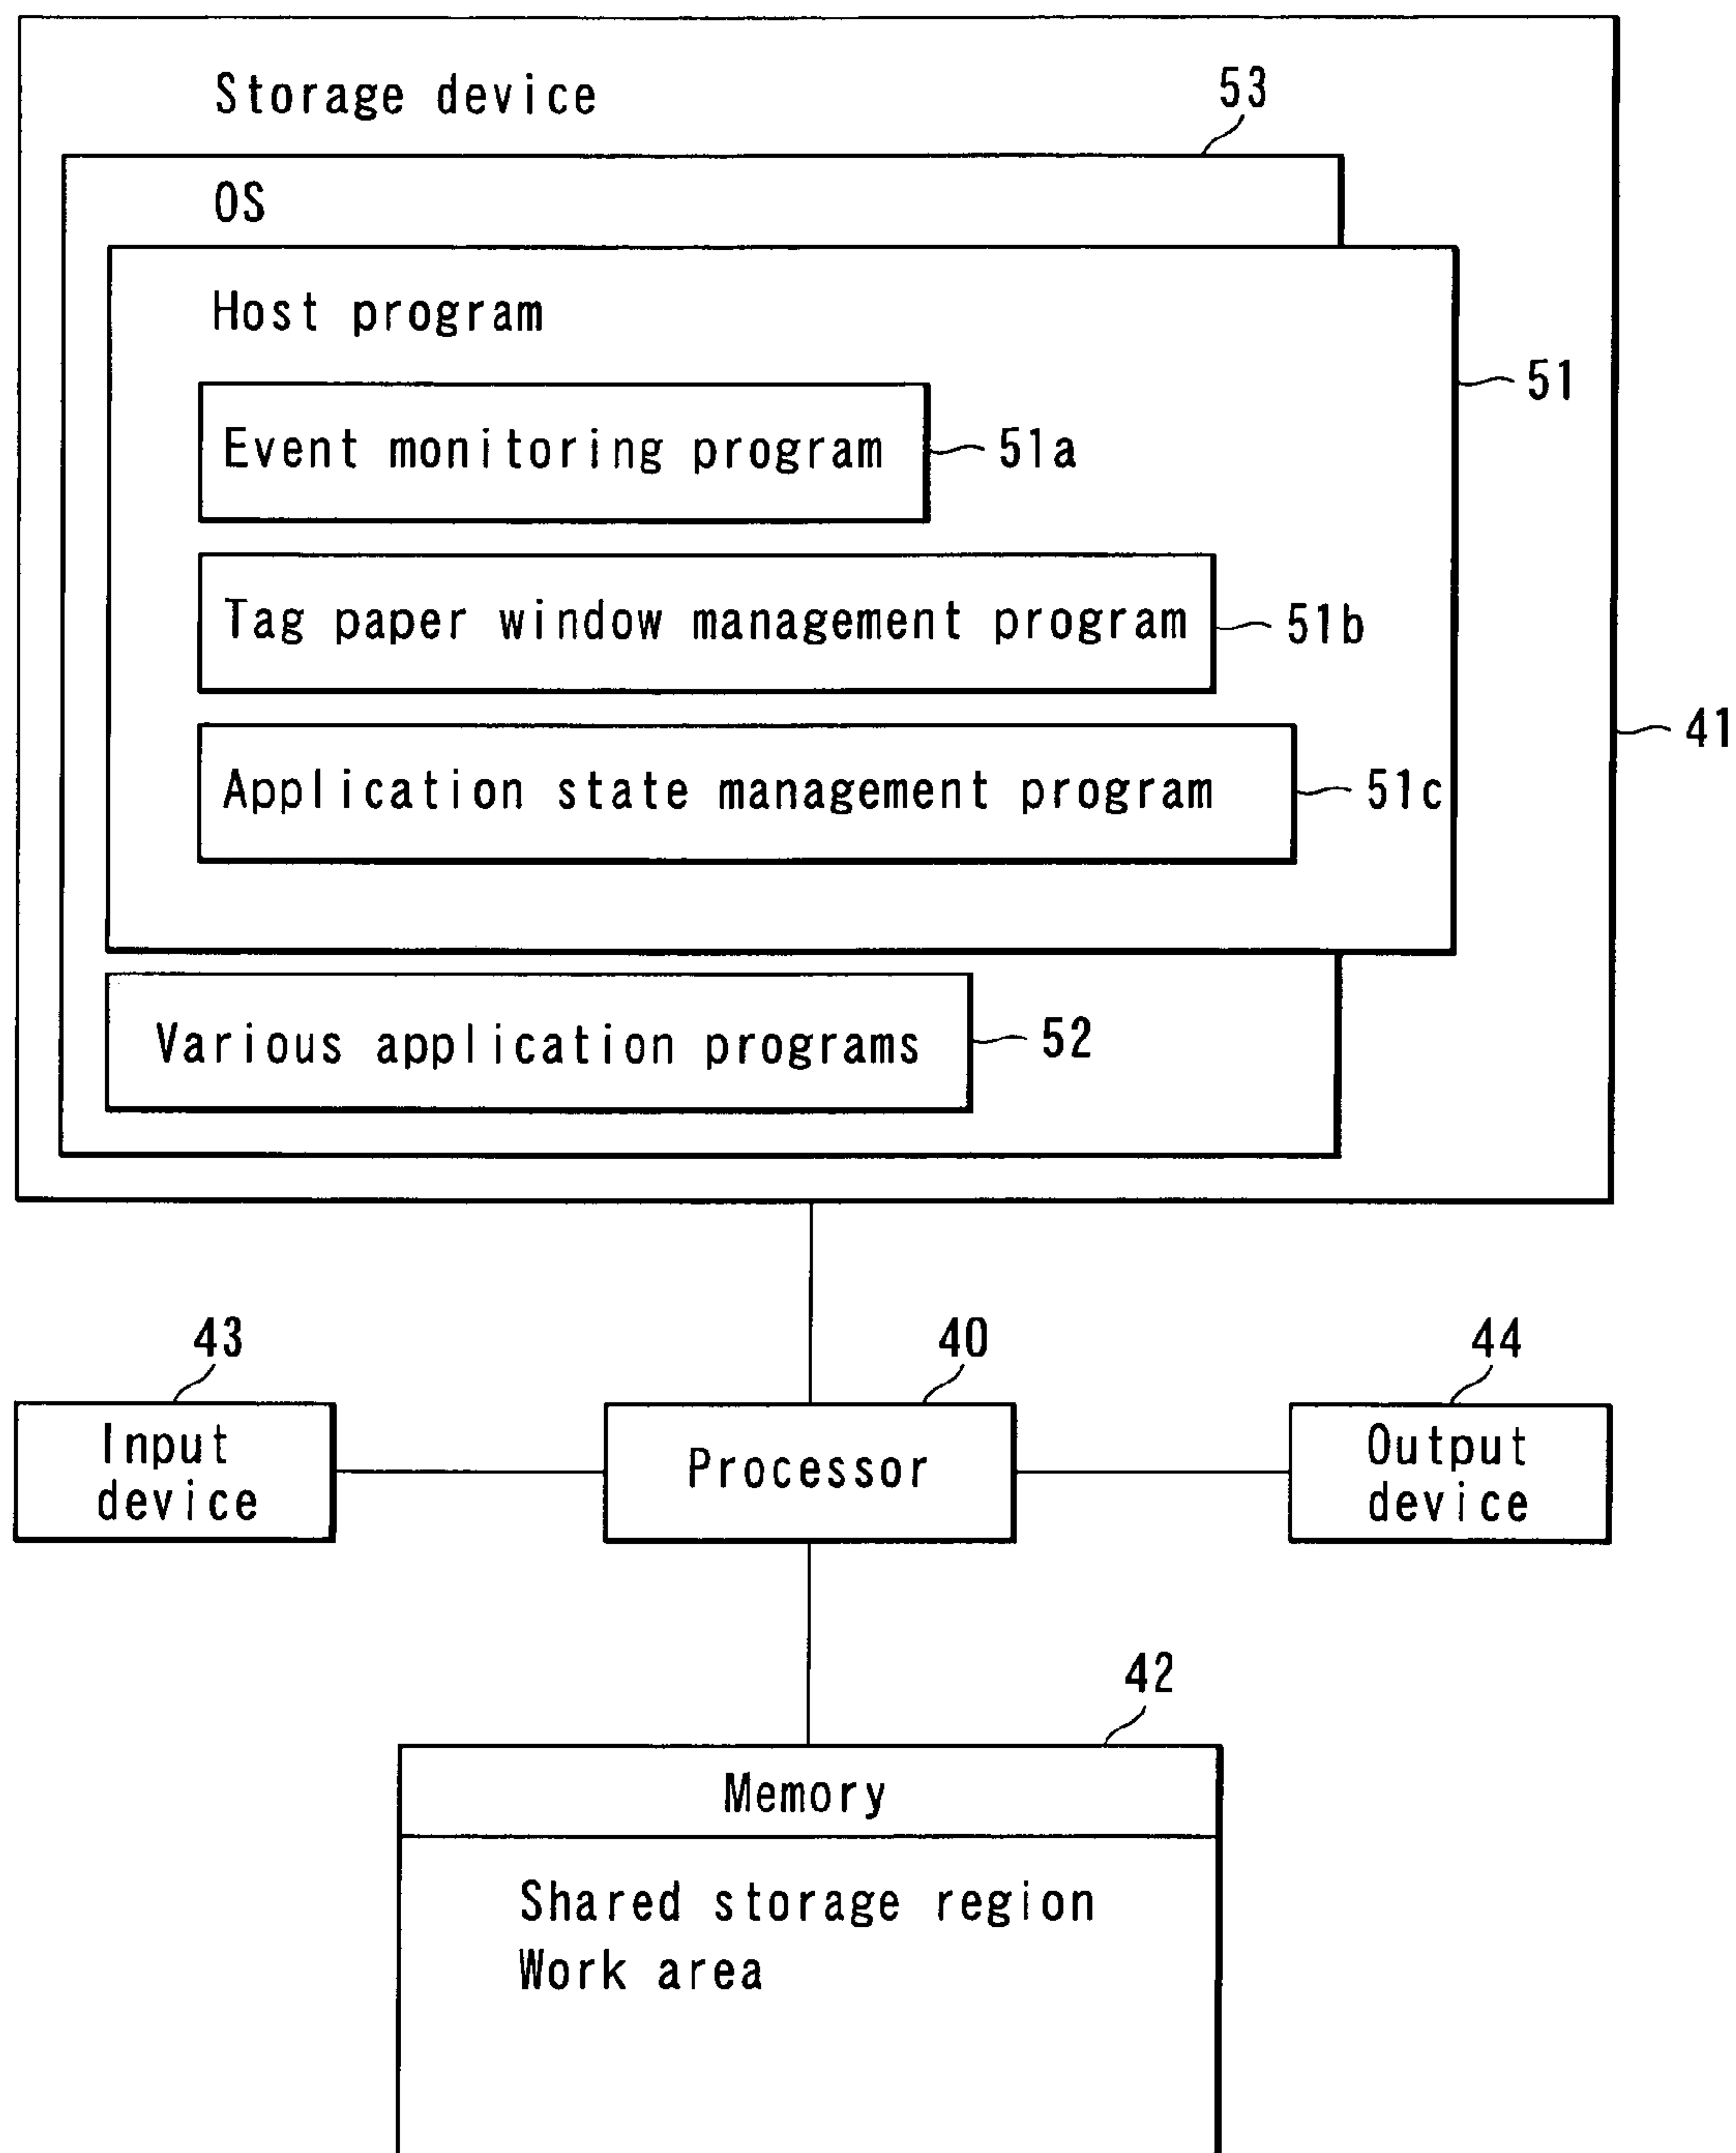 Storage device
53
OS
Host program
51
Event monitoring program
51a
Tag paper window management program
51b
41
Application state management program
51c
Various application programs
52
43
40
44
Input
device
Processor
Output
device
42
Memory
Shared storage region
Work area